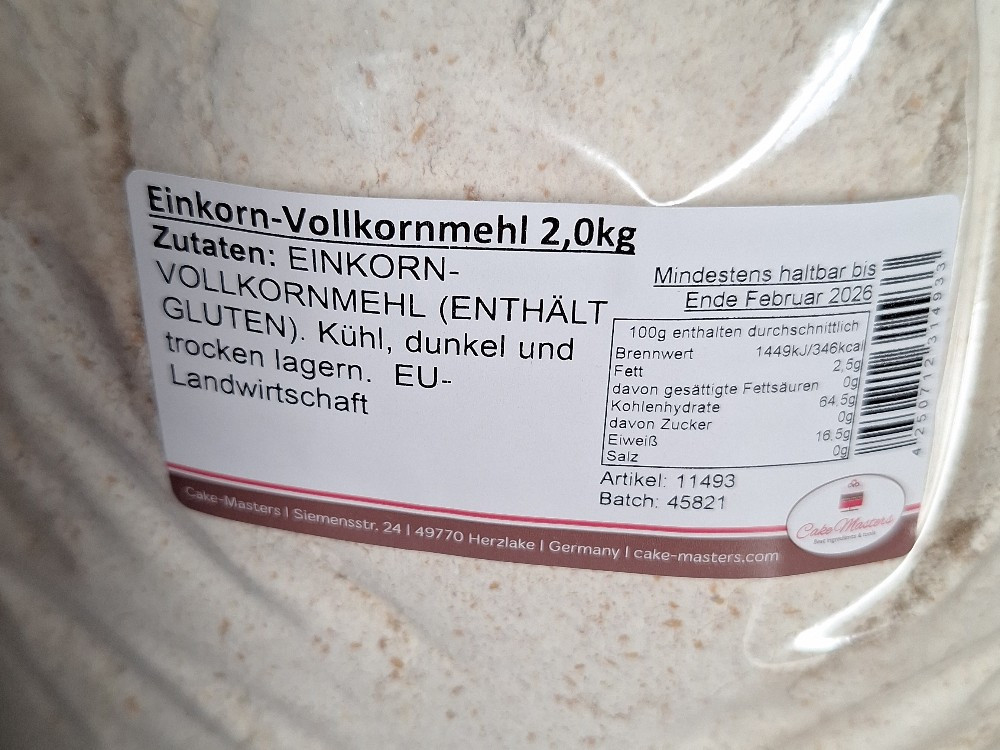 Einkorn-Vollkornmehl 2,0kg
Zutaten: EINKORN-
VOLLKORNMEHL (ENTHÄLT
GLUTEN). Kühl, dunkel und
trocken lagern. EU-
Landwirtschaft
Mindestens haltbar bis
Ende Februar 2026
100g enthalten durchschnittlich
Brennwert 1449kJ/346kcal
Fett 2,5g
davon gesättigte Fettsäuren 0g
Kohlenhydrate 64,5g
davon Zucker 0g
Eiweiß 16,5g
Salz 0g
Artikel: 11493
Batch: 45821
4250712314933
Cake-Masters | Siemensstr. 24 | 49770 Herzlake | Germany | cake-masters.com
Cake-Masters